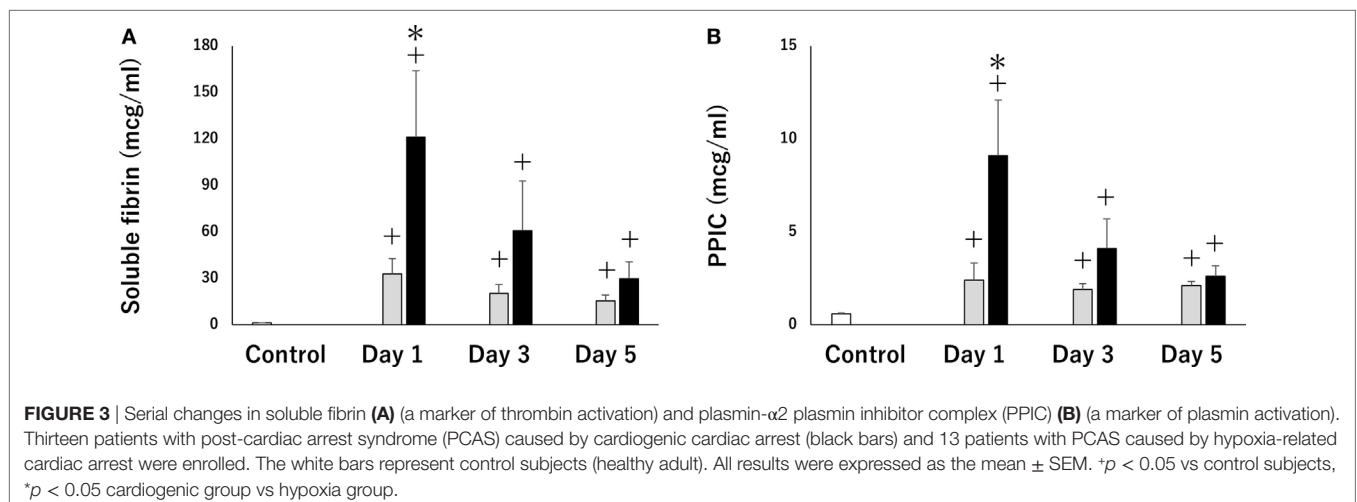 A
180
150
120
90
60
30
0
Soluble fibrin (mcg/ml)
+
*
+
+
+
+
+
Control Day 1 Day 3 Day 5
B
15
10
5
0
PPIC (mcg/ml)
+
*
+
+
+
+
+
Control Day 1 Day 3 Day 5
FIGURE 3 | Serial changes in soluble fibrin (A) (a marker of thrombin activation) and plasmin-α2 plasmin inhibitor complex (PPIC) (B) (a marker of plasmin activation).
Thirteen patients with post-cardiac arrest syndrome (PCAS) caused by cardiogenic cardiac arrest (black bars) and 13 patients with PCAS caused by hypoxia-related
cardiac arrest were enrolled. The white bars represent control subjects (healthy adult). All results were expressed as the mean ± SEM. ⁺p < 0.05 vs control subjects,
*p < 0.05 cardiogenic group vs hypoxia group.